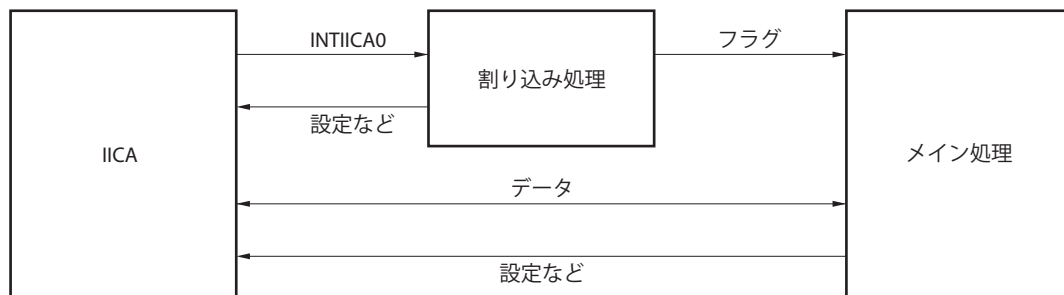 INTIICA0
フラグ
割り込み処理
設定など
IICA
メイン処理
データ
設定など